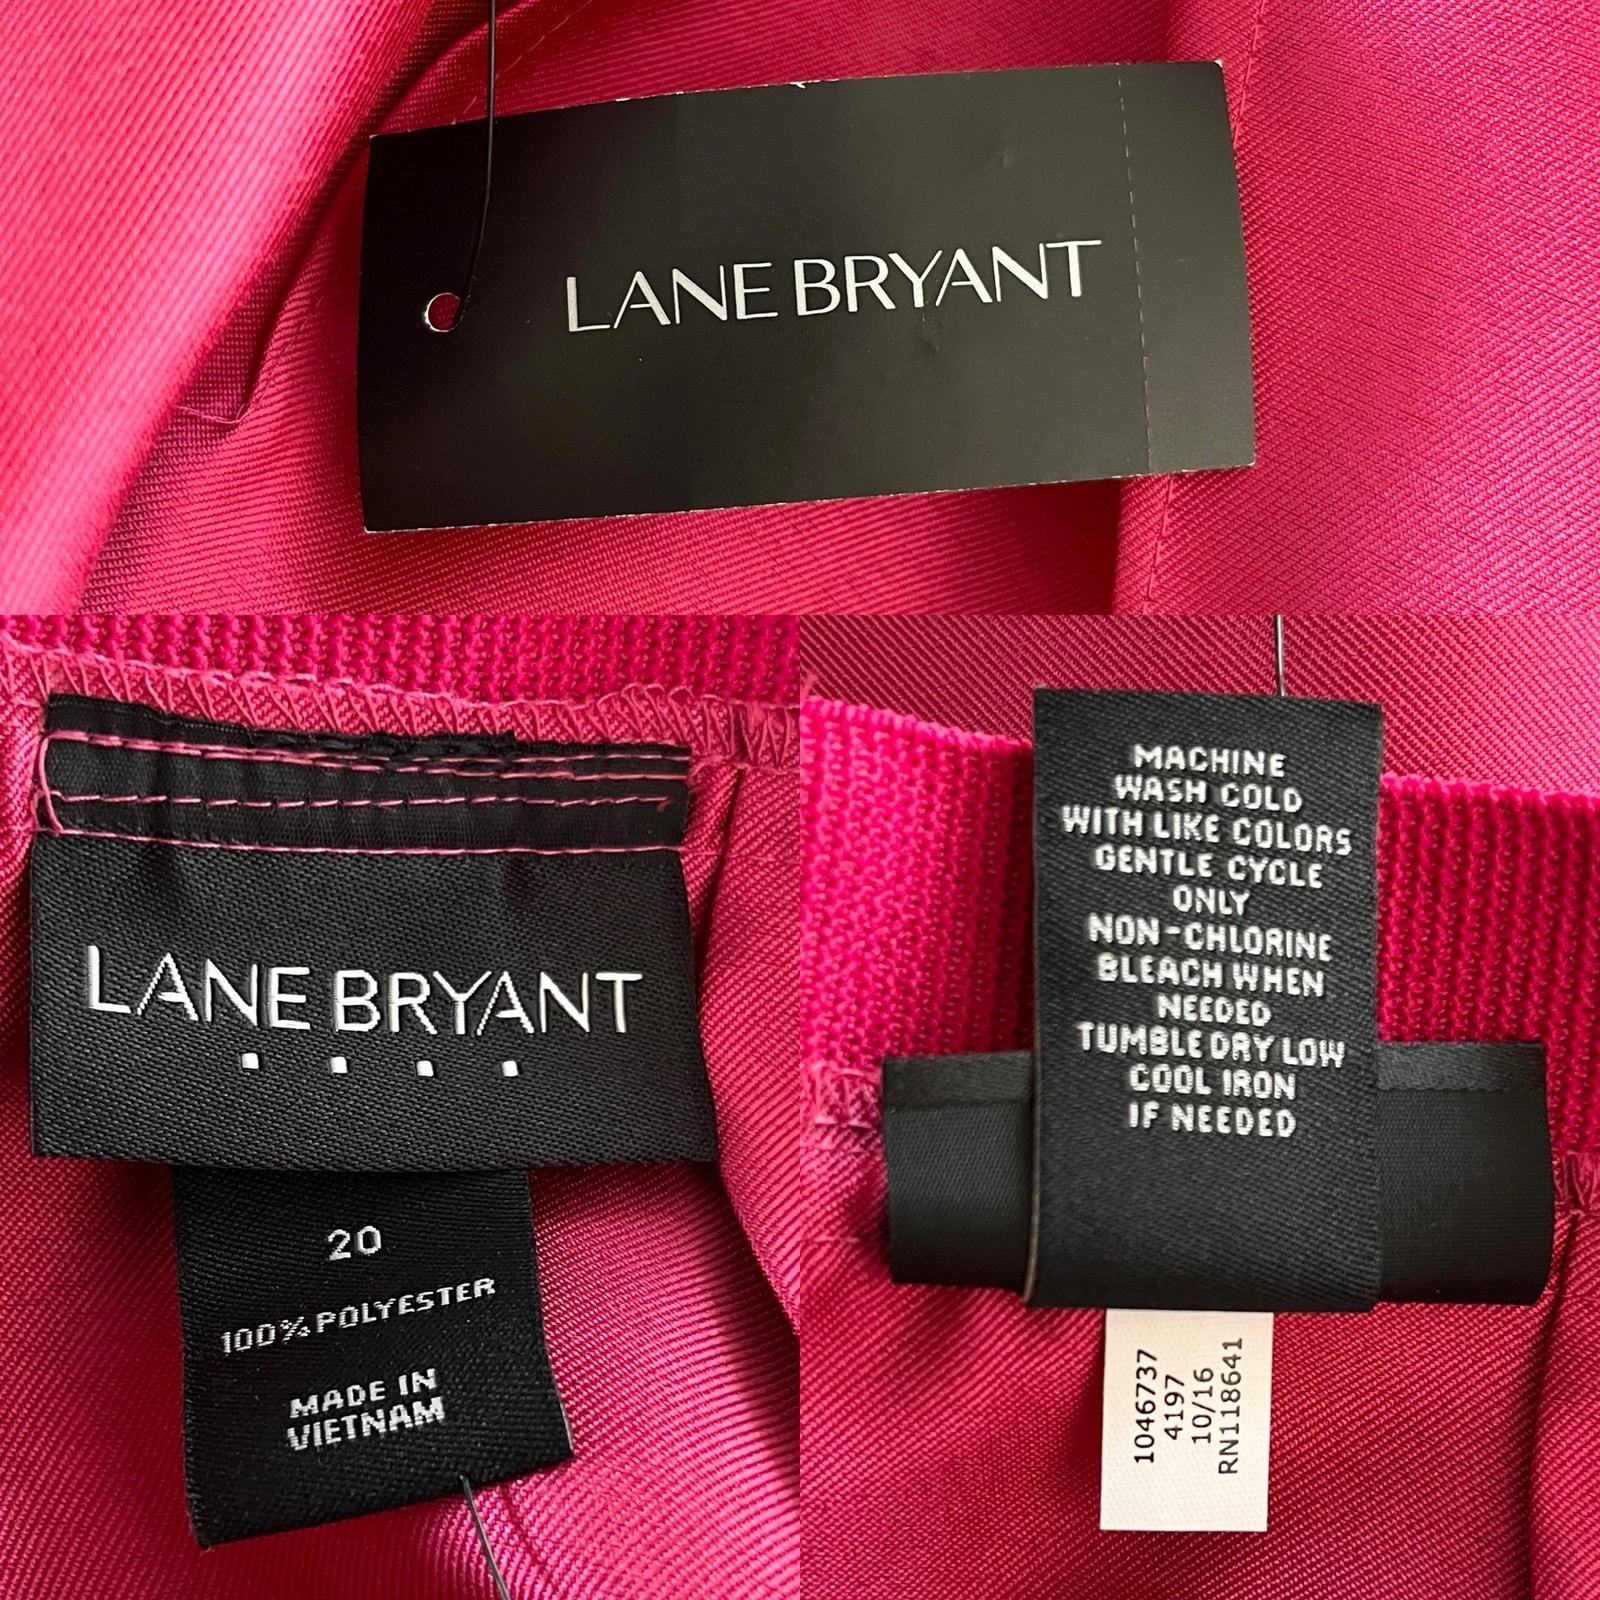 LANE BRYANT
LANE BRYANT
20
100% POLYESTER
MADE IN
VIETNAM
MACHINE
WASH COLD
WITH LIKE COLORS
GENTLE CYCLE
ONLY
NON-CHLORINE
BLEACH WHEN
NEEDED
TUMBLE DRY LOW
COOL IRON
IF NEEDED
1046737
4197
10/16
RN118641